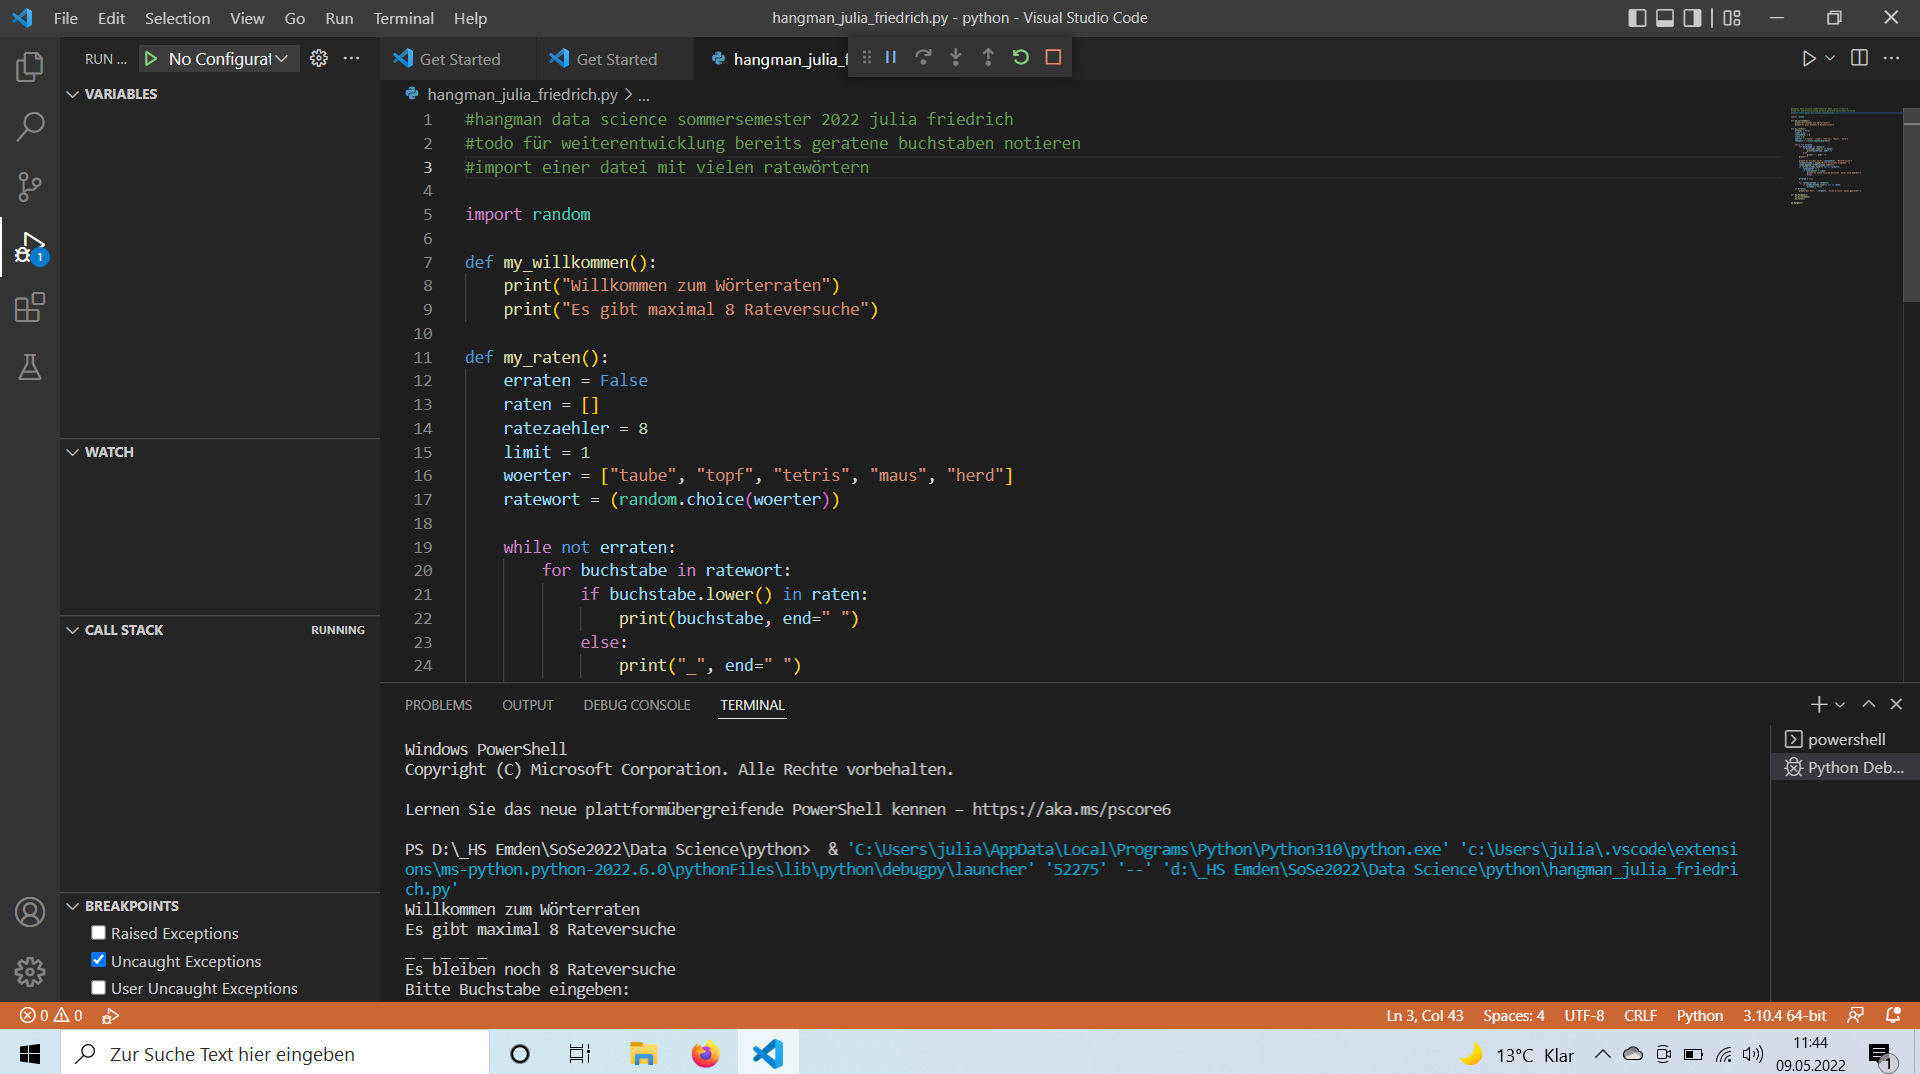 File Edit Selection View Go Run Terminal Help
hangman_julia_friedrich.py - python - Visual Studio Code
RUN ... No Configurat
Get Started
Get Started
hangman_julia_f
VARIABLES
WATCH
CALL STACK RUNNING
BREAKPOINTS
Raised Exceptions
Uncaught Exceptions
User Uncaught Exceptions
1
hangman_julia_friedrich.py > ...
1 #hangman data science sommersemester 2022 julia friedrich
2 #todo für weiterentwicklung bereits geratene buchstaben notieren
3 #import einer datei mit vielen ratewörtern
4
5 import random
6
7 def my_willkommen():
8 print("Willkommen zum Wörterraten")
9 print("Es gibt maximal 8 Rateversuche")
10
11 def my_raten():
12 erraten = False
13 raten = []
14 ratezaehler = 8
15 limit = 1
16 woerter = ["taube", "topf", "tetris", "maus", "herd"]
17 ratewort = (random.choice(woerter))
18
19 while not erraten:
20 for buchstabe in ratewort:
21 if buchstabe.lower() in raten:
22 print(buchstabe, end=" ")
23 else:
24 print("_", end=" ")
PROBLEMS OUTPUT DEBUG CONSOLE TERMINAL
Windows PowerShell
Copyright (C) Microsoft Corporation. Alle Rechte vorbehalten.
Lernen Sie das neue plattformübergreifende PowerShell kennen – https://aka.ms/pscore6
PS D:\_HS Emden\SoSe2022\Data Science\python>  & 'C:\Users\julia\AppData\Local\Programs\Python\Python310\python.exe' 'c:\Users\julia\.vscode\extensi
ons\ms-python.python-2022.6.0\pythonFiles\lib\python\debugpy\launcher' '52275' '--' 'd:\_HS Emden\SoSe2022\Data Science\python\hangman_julia_friedri
ch.py'
Willkommen zum Wörterraten
Es gibt maximal 8 Rateversuche
_ _ _ _ _
Es bleiben noch 8 Rateversuche
Bitte Buchstabe eingeben:
powershell
Python Deb...
0 0
Ln 3, Col 43 Spaces: 4 UTF-8 CRLF Python 3.10.4 64-bit
Zur Suche Text hier eingeben
13°C Klar
11:44
09.05.2022
1